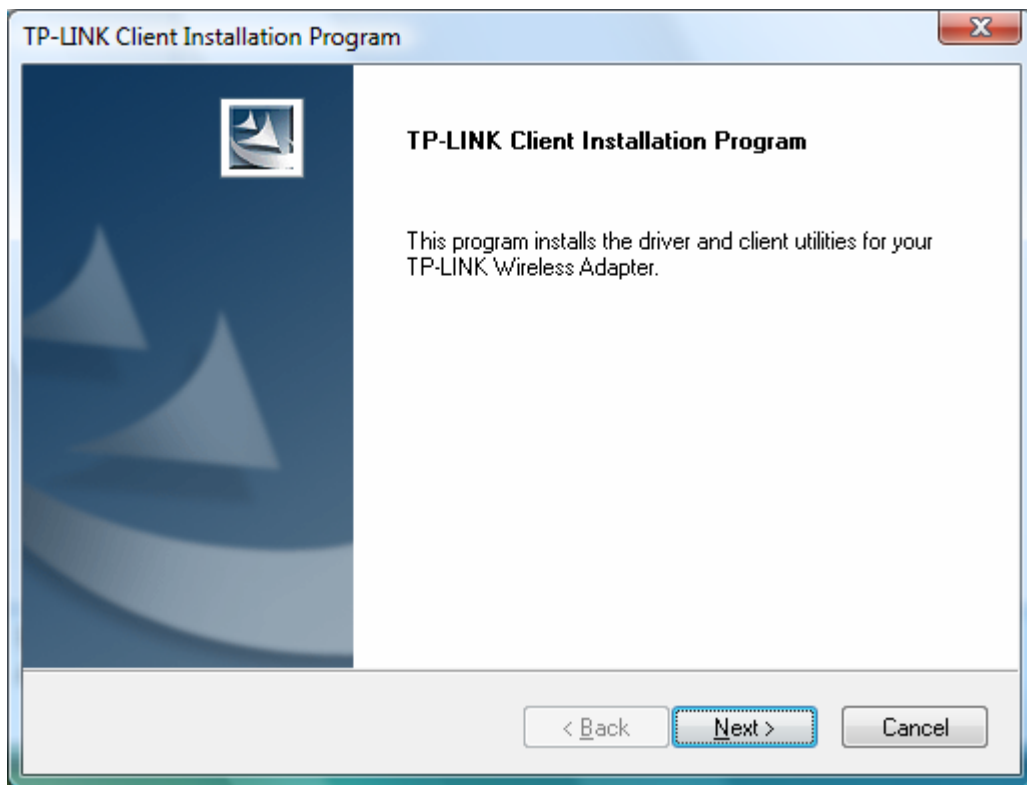 TP-LINK Client Installation Program
TP-LINK Client Installation Program
This program installs the driver and client utilities for your
TP-LINK Wireless Adapter.
< Back Next > Cancel